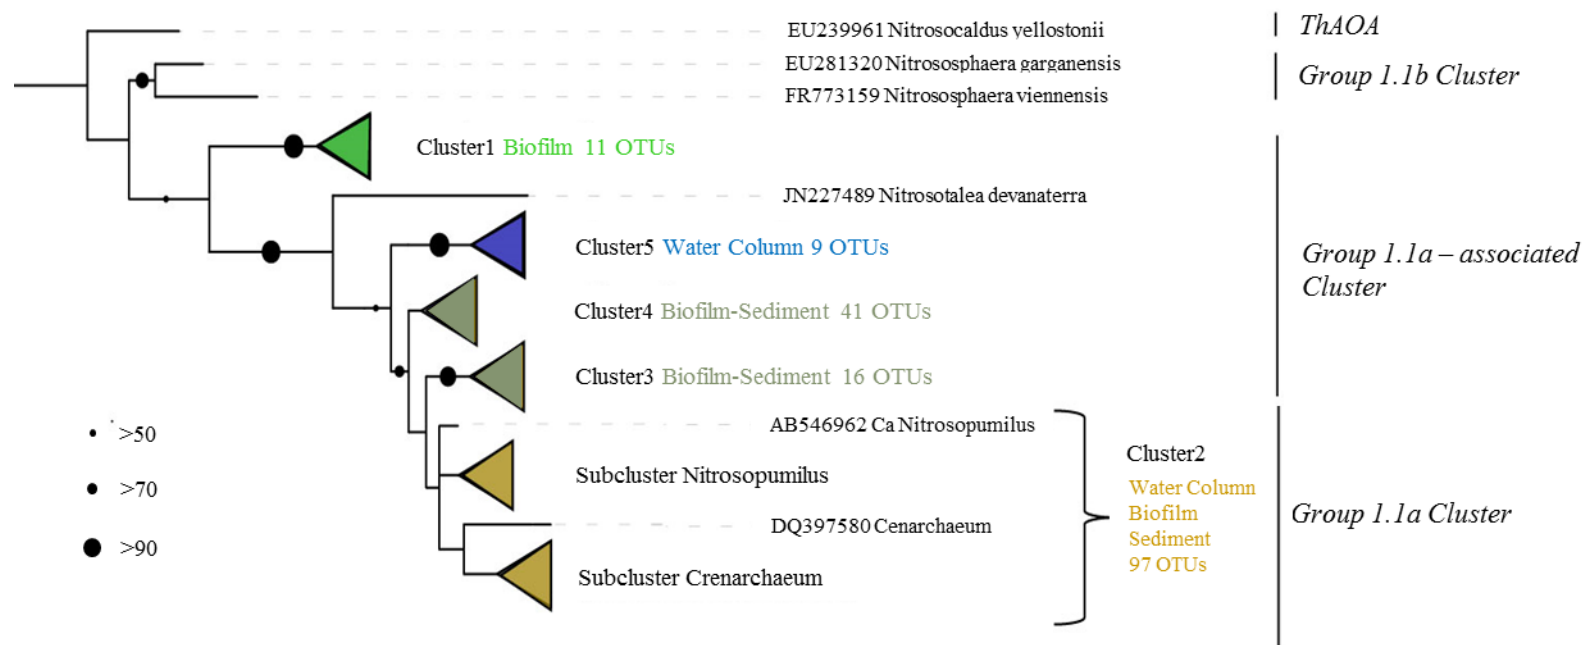 EU239961 Nitrosocaldus yellostonii
ThAOA
EU281320 Nitrososphaera garganensis
Group 1.1b Cluster
FR773159 Nitrososphaera viennensis
Cluster1 Biofilm 11 OTUs
JN227489 Nitrosotalea devanaterra
Cluster5 Water Column 9 OTUs
Group 1.1a – associated
Cluster
Cluster4 Biofilm-Sediment 41 OTUs
Cluster3 Biofilm-Sediment 16 OTUs
AB546962 Ca Nitrosopumilus
>50
Cluster2
Subcluster Nitrosopumilus
Water Column
>70
Biofilm
Group 1.1a Cluster
DQ397580 Cenarchaeum
Sediment
>90
97 OTUs
Subcluster Crenarchaeum